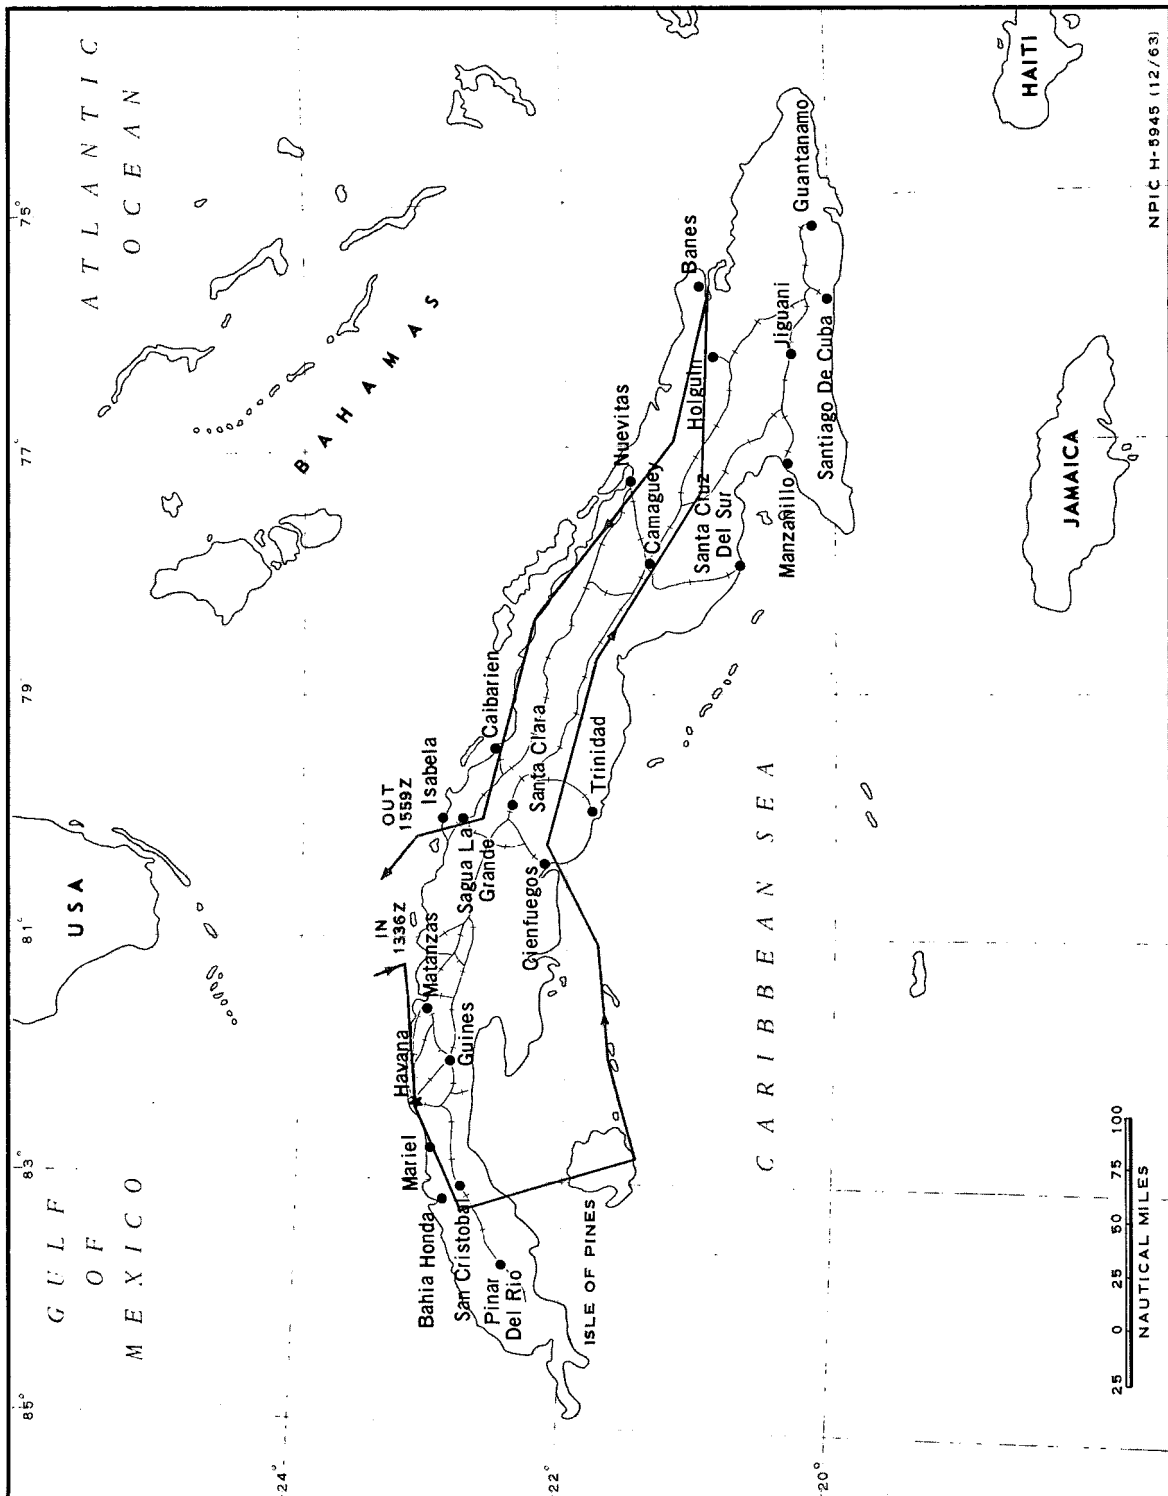 85°
83°
81°
79°
77°
75°
GULF
OF
MEXICO
USA
ATLANTIC
OCEAN
BAHAMAS
24°
22°
20°
IN
1336Z
OUT
1559Z
Havana
Matanzas
Mariel
Bahia Honda
San Cristobal
Pinar
Del Rio
Guines
Isabela
Sagua La
Grande
Caibarien
Santa Clara
Cienfuegos
Trinidad
Nuevitas
Camaguey
Santa Cruz
Del Sur
Holguin
Banes
Manzanillo
Jiguani
Santiago De Cuba
Guantanamo
ISLE OF PINES
CARIBBEAN SEA
JAMAICA
HAITI
25 0 25 50 75 100
NAUTICAL MILES
NPIC H-5945 (12/63)